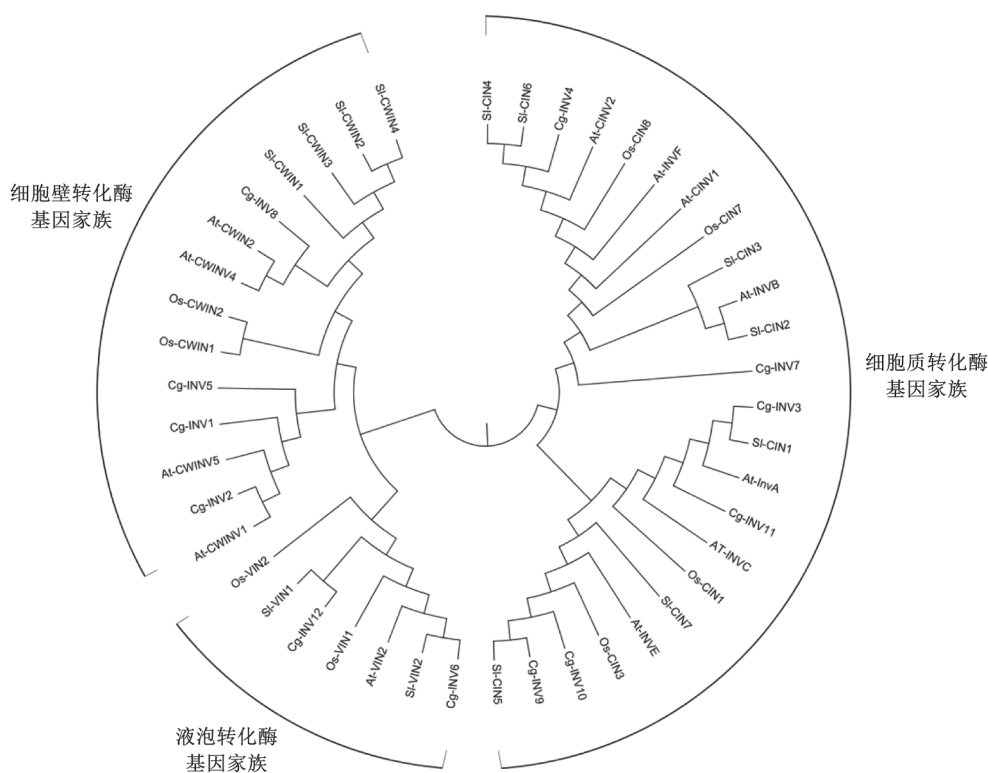 细胞壁转化酶
基因家族
Sl-CWIN4
Sl-CWIN2
Sl-CWIN3
Sl-CWIN1
Cg-INV8
At-CWIN2
At-CWINV4
Os-CWIN2
Os-CWIN1
Cg-INV5
Cg-INV1
At-CWINV5
Cg-INV2
At-CWINV1
Os-VIN2
Sl-VIN1
Cg-INV12
Os-VIN1
At-VIN2
Sl-VIN2
Cg-INV6
液泡转化酶
基因家族
Sl-CIN4
Sl-CIN6
Cg-INV4
At-CINV2
Os-CIN8
At-INVF
At-CINV1
Os-CIN7
Sl-CIN3
At-INVB
Sl-CIN2
Cg-INV7
Cg-INV3
Sl-CIN1
At-InvA
Cg-INV11
AT-INVC
Os-CIN1
Sl-CIN7
At-INVE
Os-CIN3
Cg-INV10
Cg-INV9
Sl-CIN5
细胞质转化酶
基因家族